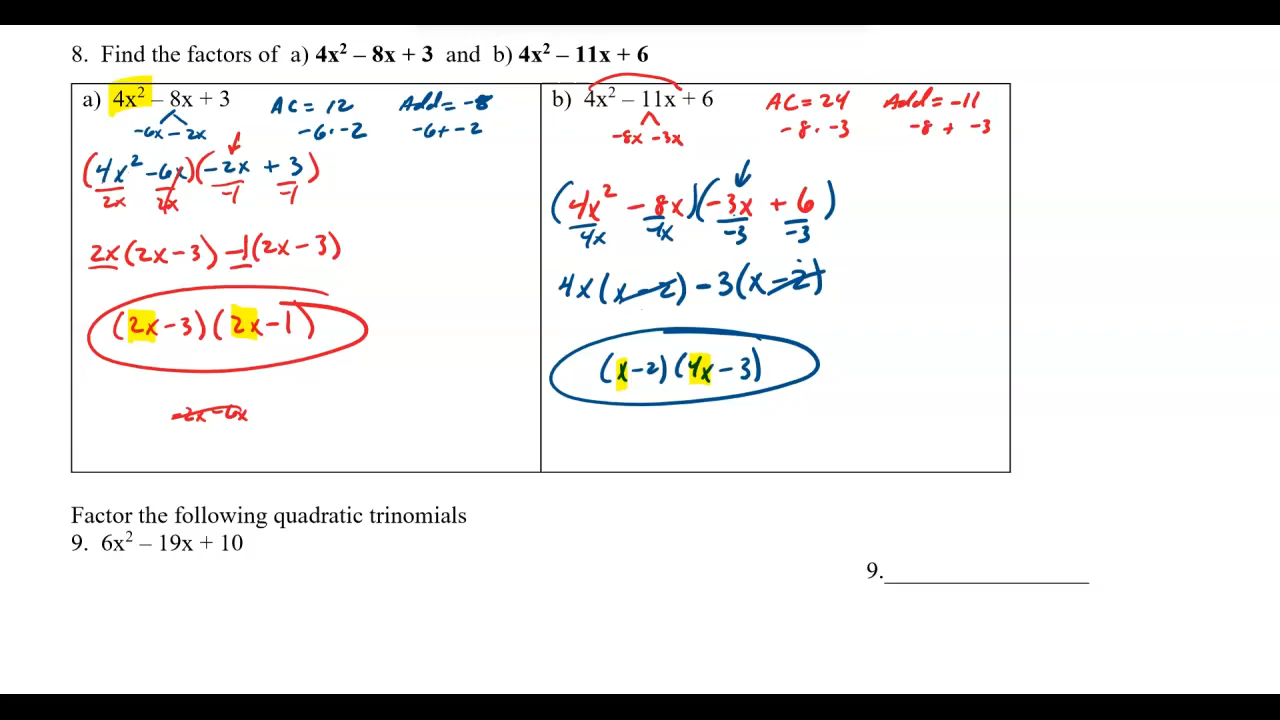 8. Find the factors of a) 4x² – 8x + 3 and b) 4x² – 11x + 6
a) 4x² – 8x + 3
AC = 12 Add = -8
-6x - 2x
-6 · -2 -6 + -2
(4x² - 6x)(-2x + 3)
2x 2x -1 -1
2x(2x - 3) -1(2x - 3)
(2x - 3)(2x - 1)
-2x - 6x
b) 4x² – 11x + 6
AC = 24 Add = -11
-8x -3x
-8 · -3 -8 + -3
(4x² - 8x)(-3x + 6)
4x 4x -3 -3
4x(x - 2) - 3(x - 2)
(x - 2)(4x - 3)
Factor the following quadratic trinomials
9. 6x² – 19x + 10
9.